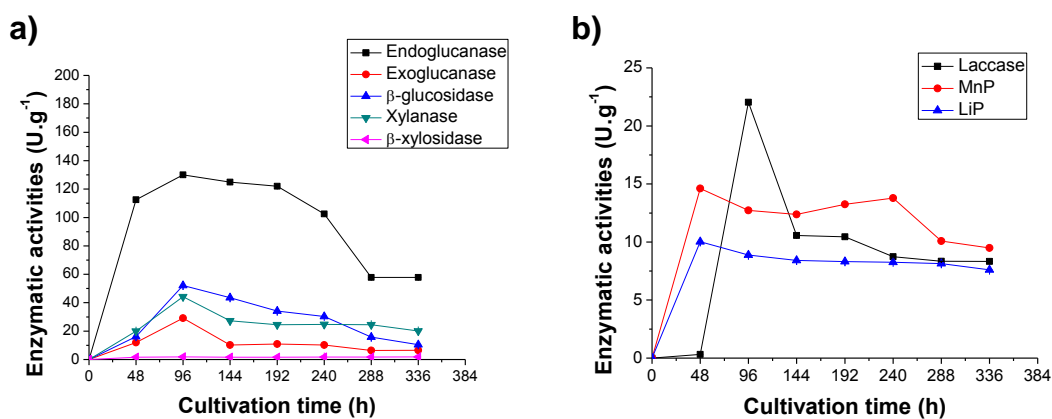 a)
Endoglucanase
Exoglucanase
β-glucosidase
Xylanase
β-xylosidase
Enzymatic activities (U.g⁻¹)
200
180
160
140
120
100
80
60
40
20
0
0 48 96 144 192 240 288 336 384
Cultivation time (h)
b)
Laccase
MnP
LiP
Enzymatic activities (U.g⁻¹)
25
20
15
10
5
0
0 48 96 144 192 240 288 336 384
Cultivation time (h)